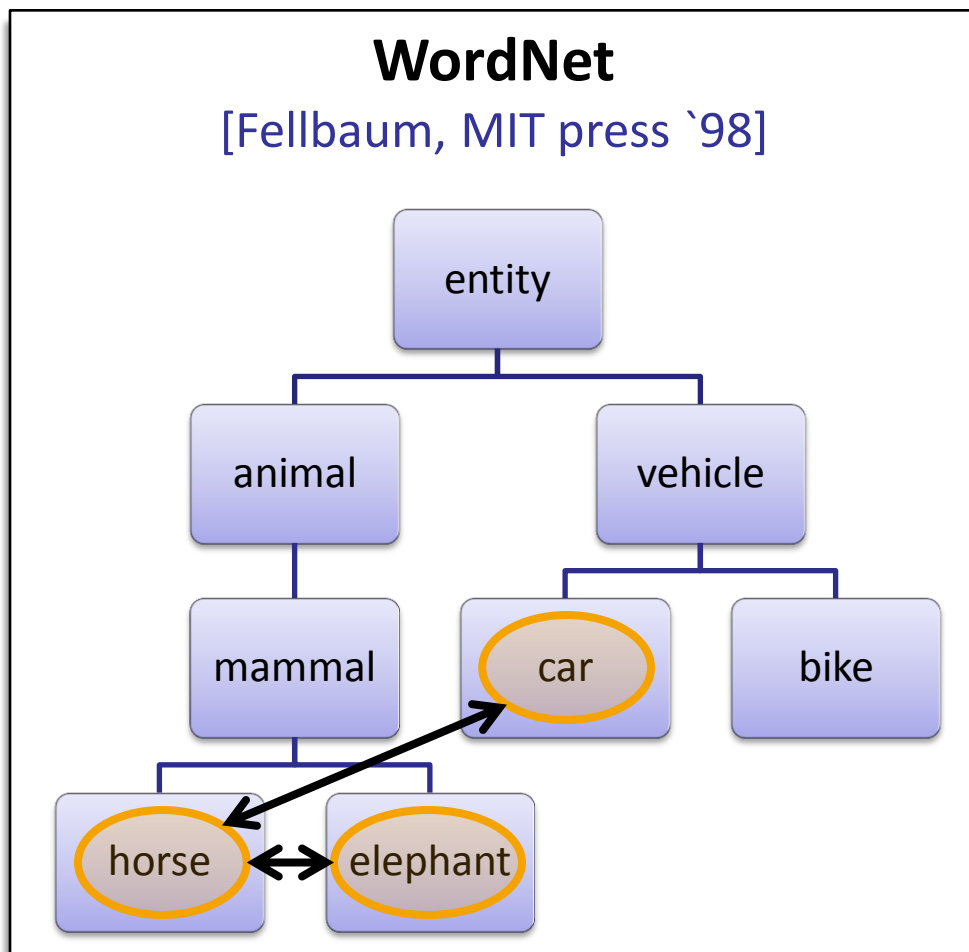 WordNet
[Fellbaum, MIT press `98]
entity
animal
vehicle
mammal
car
bike
horse
elephant